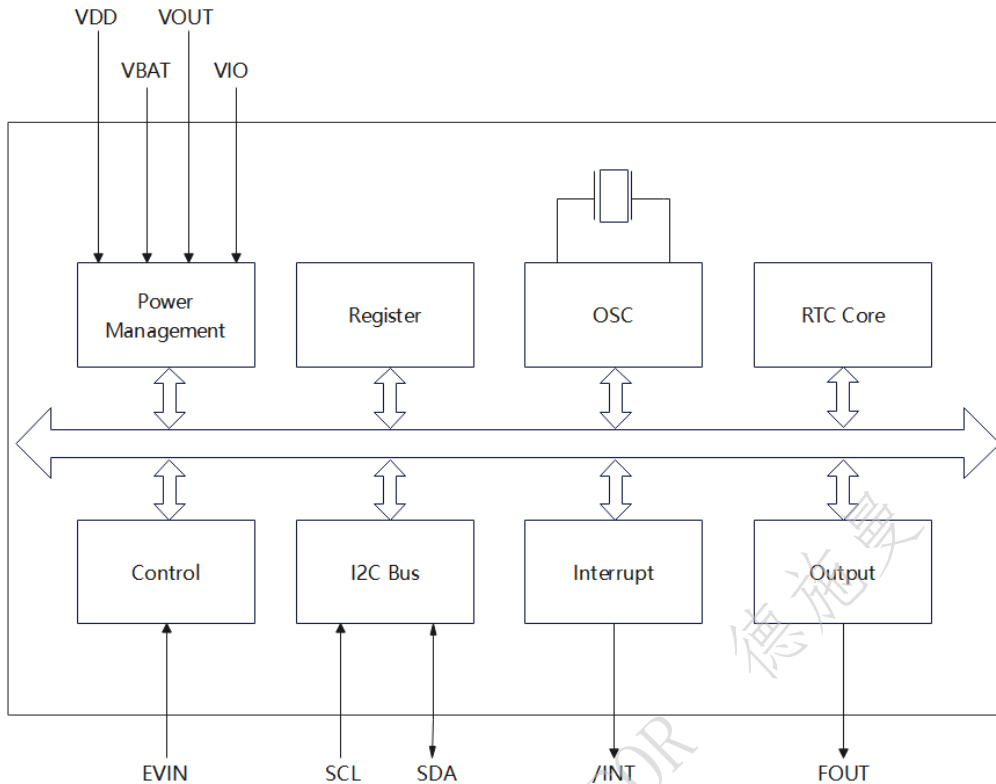 VDD VOUT
VBAT VIO
Power
Management
Register
OSC
RTC Core
Control
I2C Bus
Interrupt
Output
德施曼
OR
EVIN SCL SDA /INT FOUT